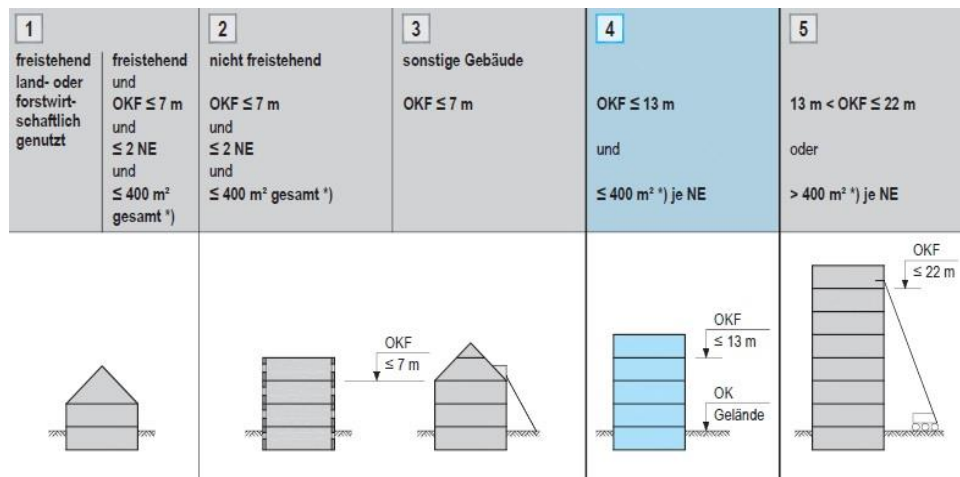 1
freistehend
land- oder
forstwirt-
schaftlich
genutzt
freistehend
und
OKF ≤ 7 m
und
≤ 2 NE
und
≤ 400 m²
gesamt *)
2
nicht freistehend
OKF ≤ 7 m
und
≤ 2 NE
und
≤ 400 m² gesamt *)
3
sonstige Gebäude
OKF ≤ 7 m
4
OKF ≤ 13 m
und
≤ 400 m² *) je NE
5
13 m < OKF ≤ 22 m
oder
> 400 m² *) je NE
OKF
≤ 7 m
OKF
≤ 13 m
OK
Gelände
OKF
≤ 22 m